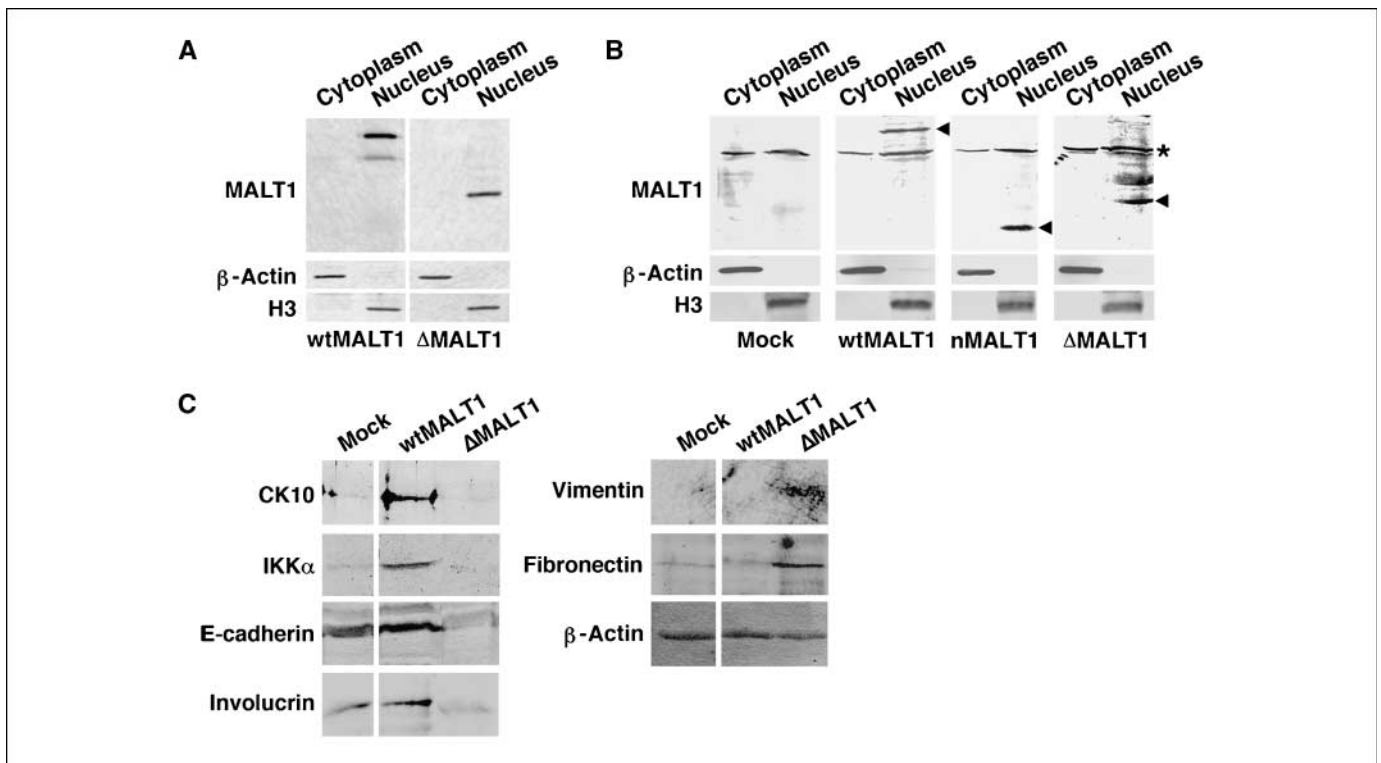 A
Cytoplasm Nucleus Cytoplasm Nucleus
MALT1
β-Actin
H3
wtMALT1 ΔMALT1
B
Cytoplasm Nucleus Cytoplasm Nucleus Cytoplasm Nucleus Cytoplasm Nucleus
MALT1
*
β-Actin
H3
Mock wtMALT1 nMALT1 ΔMALT1
C
Mock wtMALT1 ΔMALT1
CK10
IKKα
E-cadherin
Involucrin
Mock wtMALT1 ΔMALT1
Vimentin
Fibronectin
β-Actin